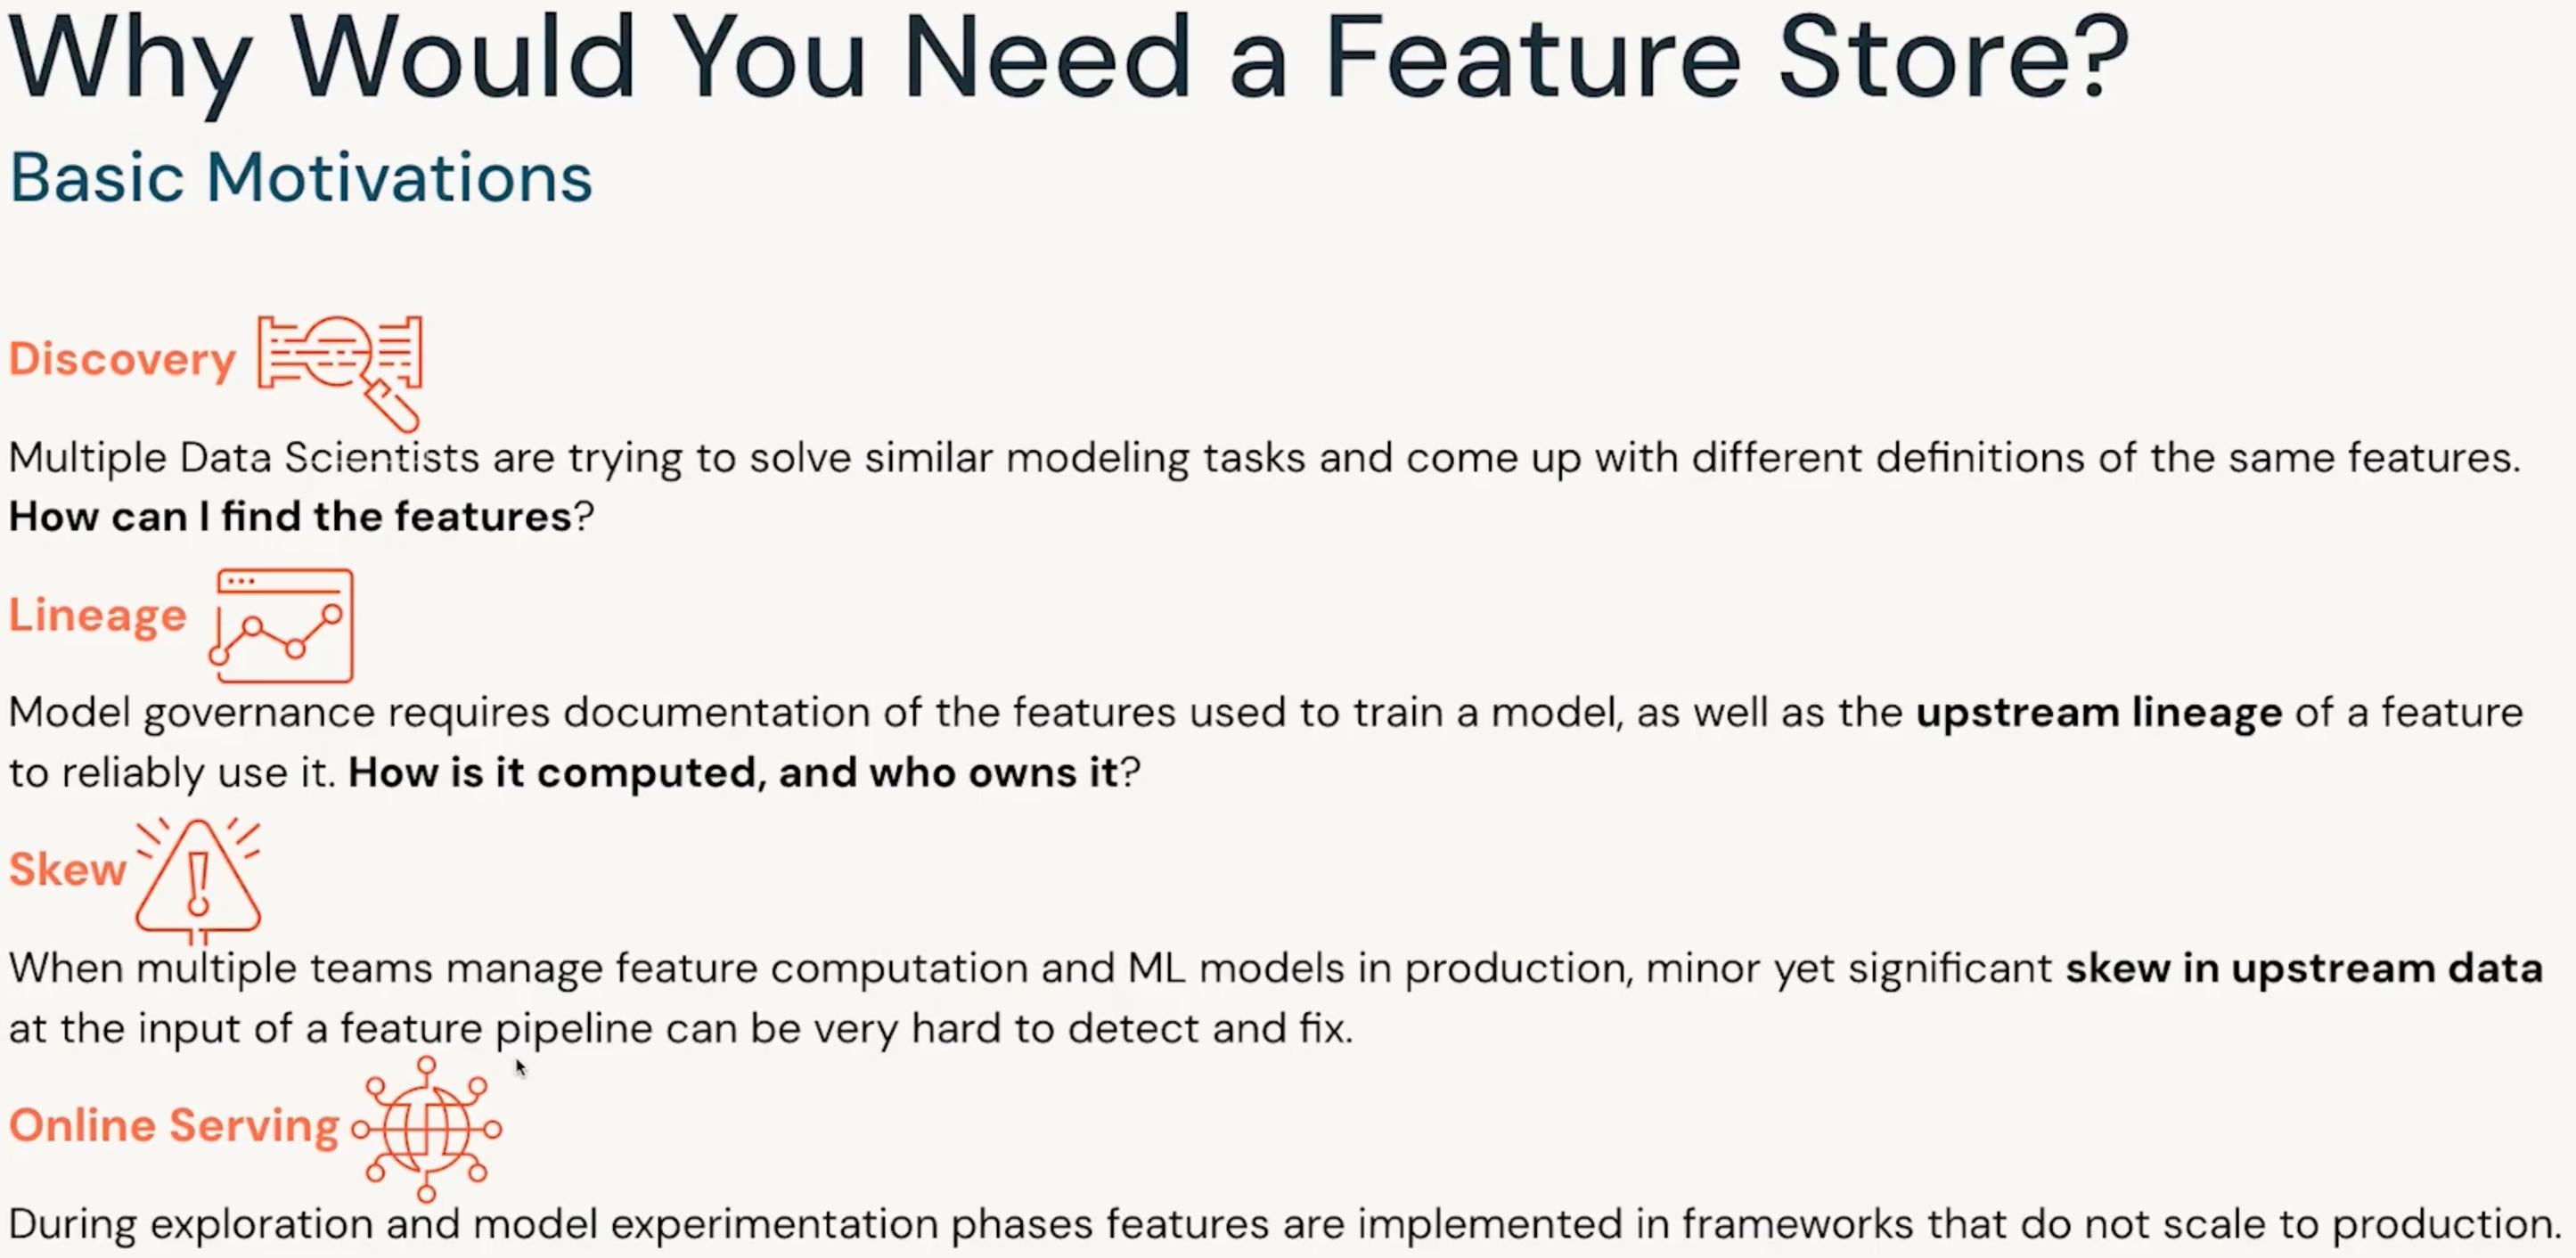 Why Would You Need a Feature Store?
Basic Motivations
Discovery
Multiple Data Scientists are trying to solve similar modeling tasks and come up with different definitions of the same features.
How can I find the features?
Lineage
Model governance requires documentation of the features used to train a model, as well as the upstream lineage of a feature
to reliably use it. How is it computed, and who owns it?
Skew
When multiple teams manage feature computation and ML models in production, minor yet significant skew in upstream data
at the input of a feature pipeline can be very hard to detect and fix.
Online Serving
During exploration and model experimentation phases features are implemented in frameworks that do not scale to production.